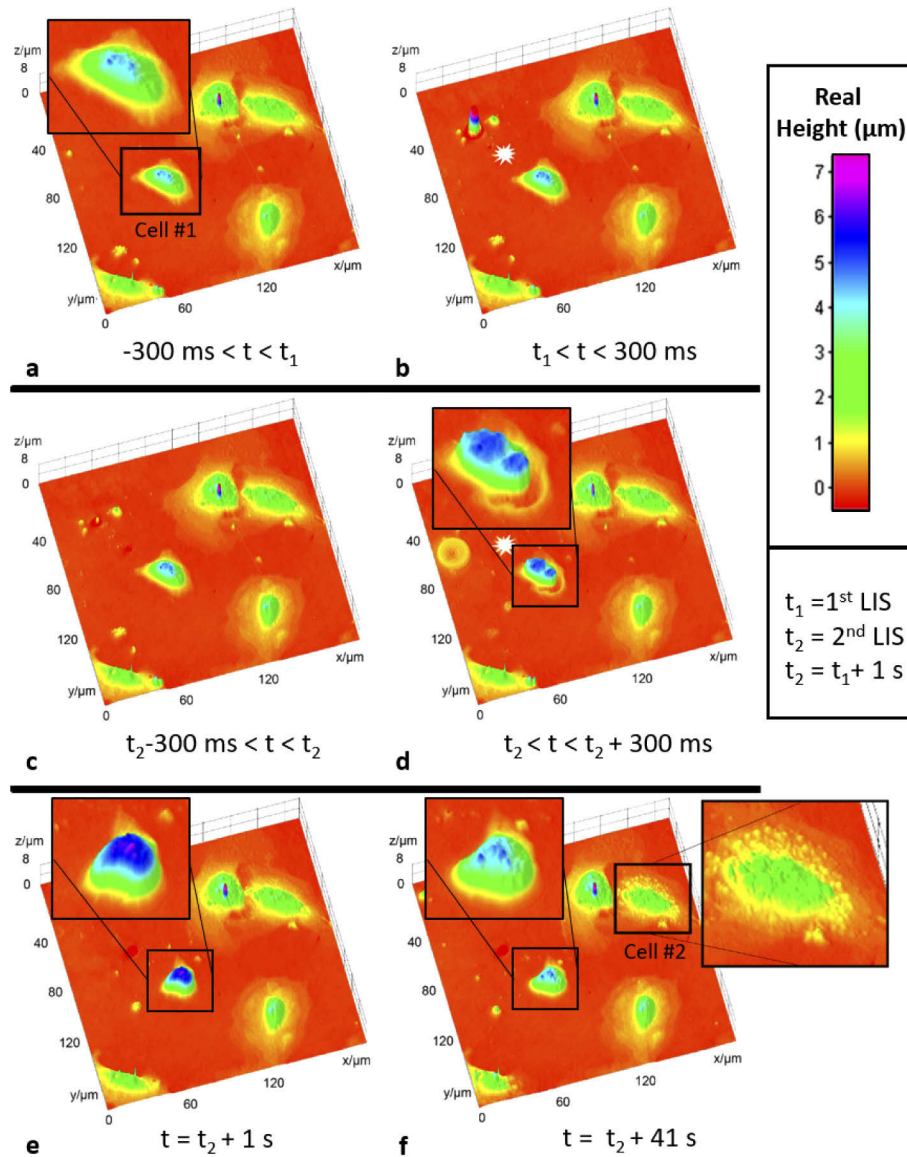 z/µm
8
0
40
80
120
y/µm
0
60
120
x/µm
Cell #1
a
-300 ms < t < t₁
z/µm
8
0
40
80
120
y/µm
0
60
120
x/µm
b
t₁ < t < 300 ms
Real
Height (µm)
7
6
5
4
3
2
1
0
z/µm
8
0
40
80
120
y/µm
0
60
120
x/µm
c
t₂-300 ms < t < t₂
z/µm
8
0
40
80
120
y/µm
0
60
120
x/µm
d
t₂ < t < t₂ + 300 ms
t₁ =1ˢᵗ LIS
t₂ = 2ⁿᵈ LIS
t₂ = t₁+ 1 s
z/µm
8
0
40
80
120
y/µm
0
60
120
x/µm
e
t = t₂ + 1 s
z/µm
8
0
40
80
120
y/µm
0
60
120
x/µm
Cell #2
f
t = t₂ + 41 s